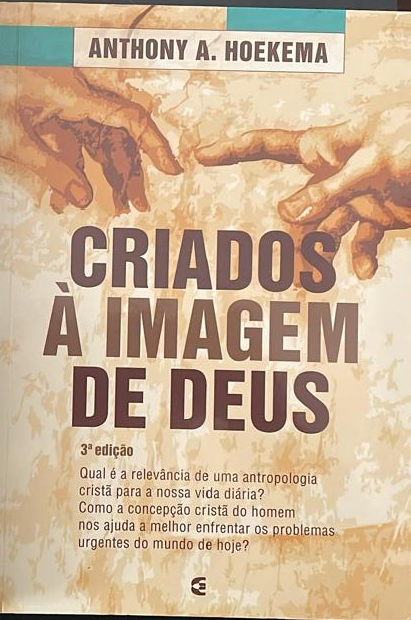 ANTHONY A. HOEKEMA
CRIADOS
À IMAGEM
DE DEUS
3ª edição
Qual é a relevância de uma antropologia
cristã para a nossa vida diária?
Como a concepção cristã do homem
nos ajuda a melhor enfrentar os problemas
urgentes do mundo de hoje?